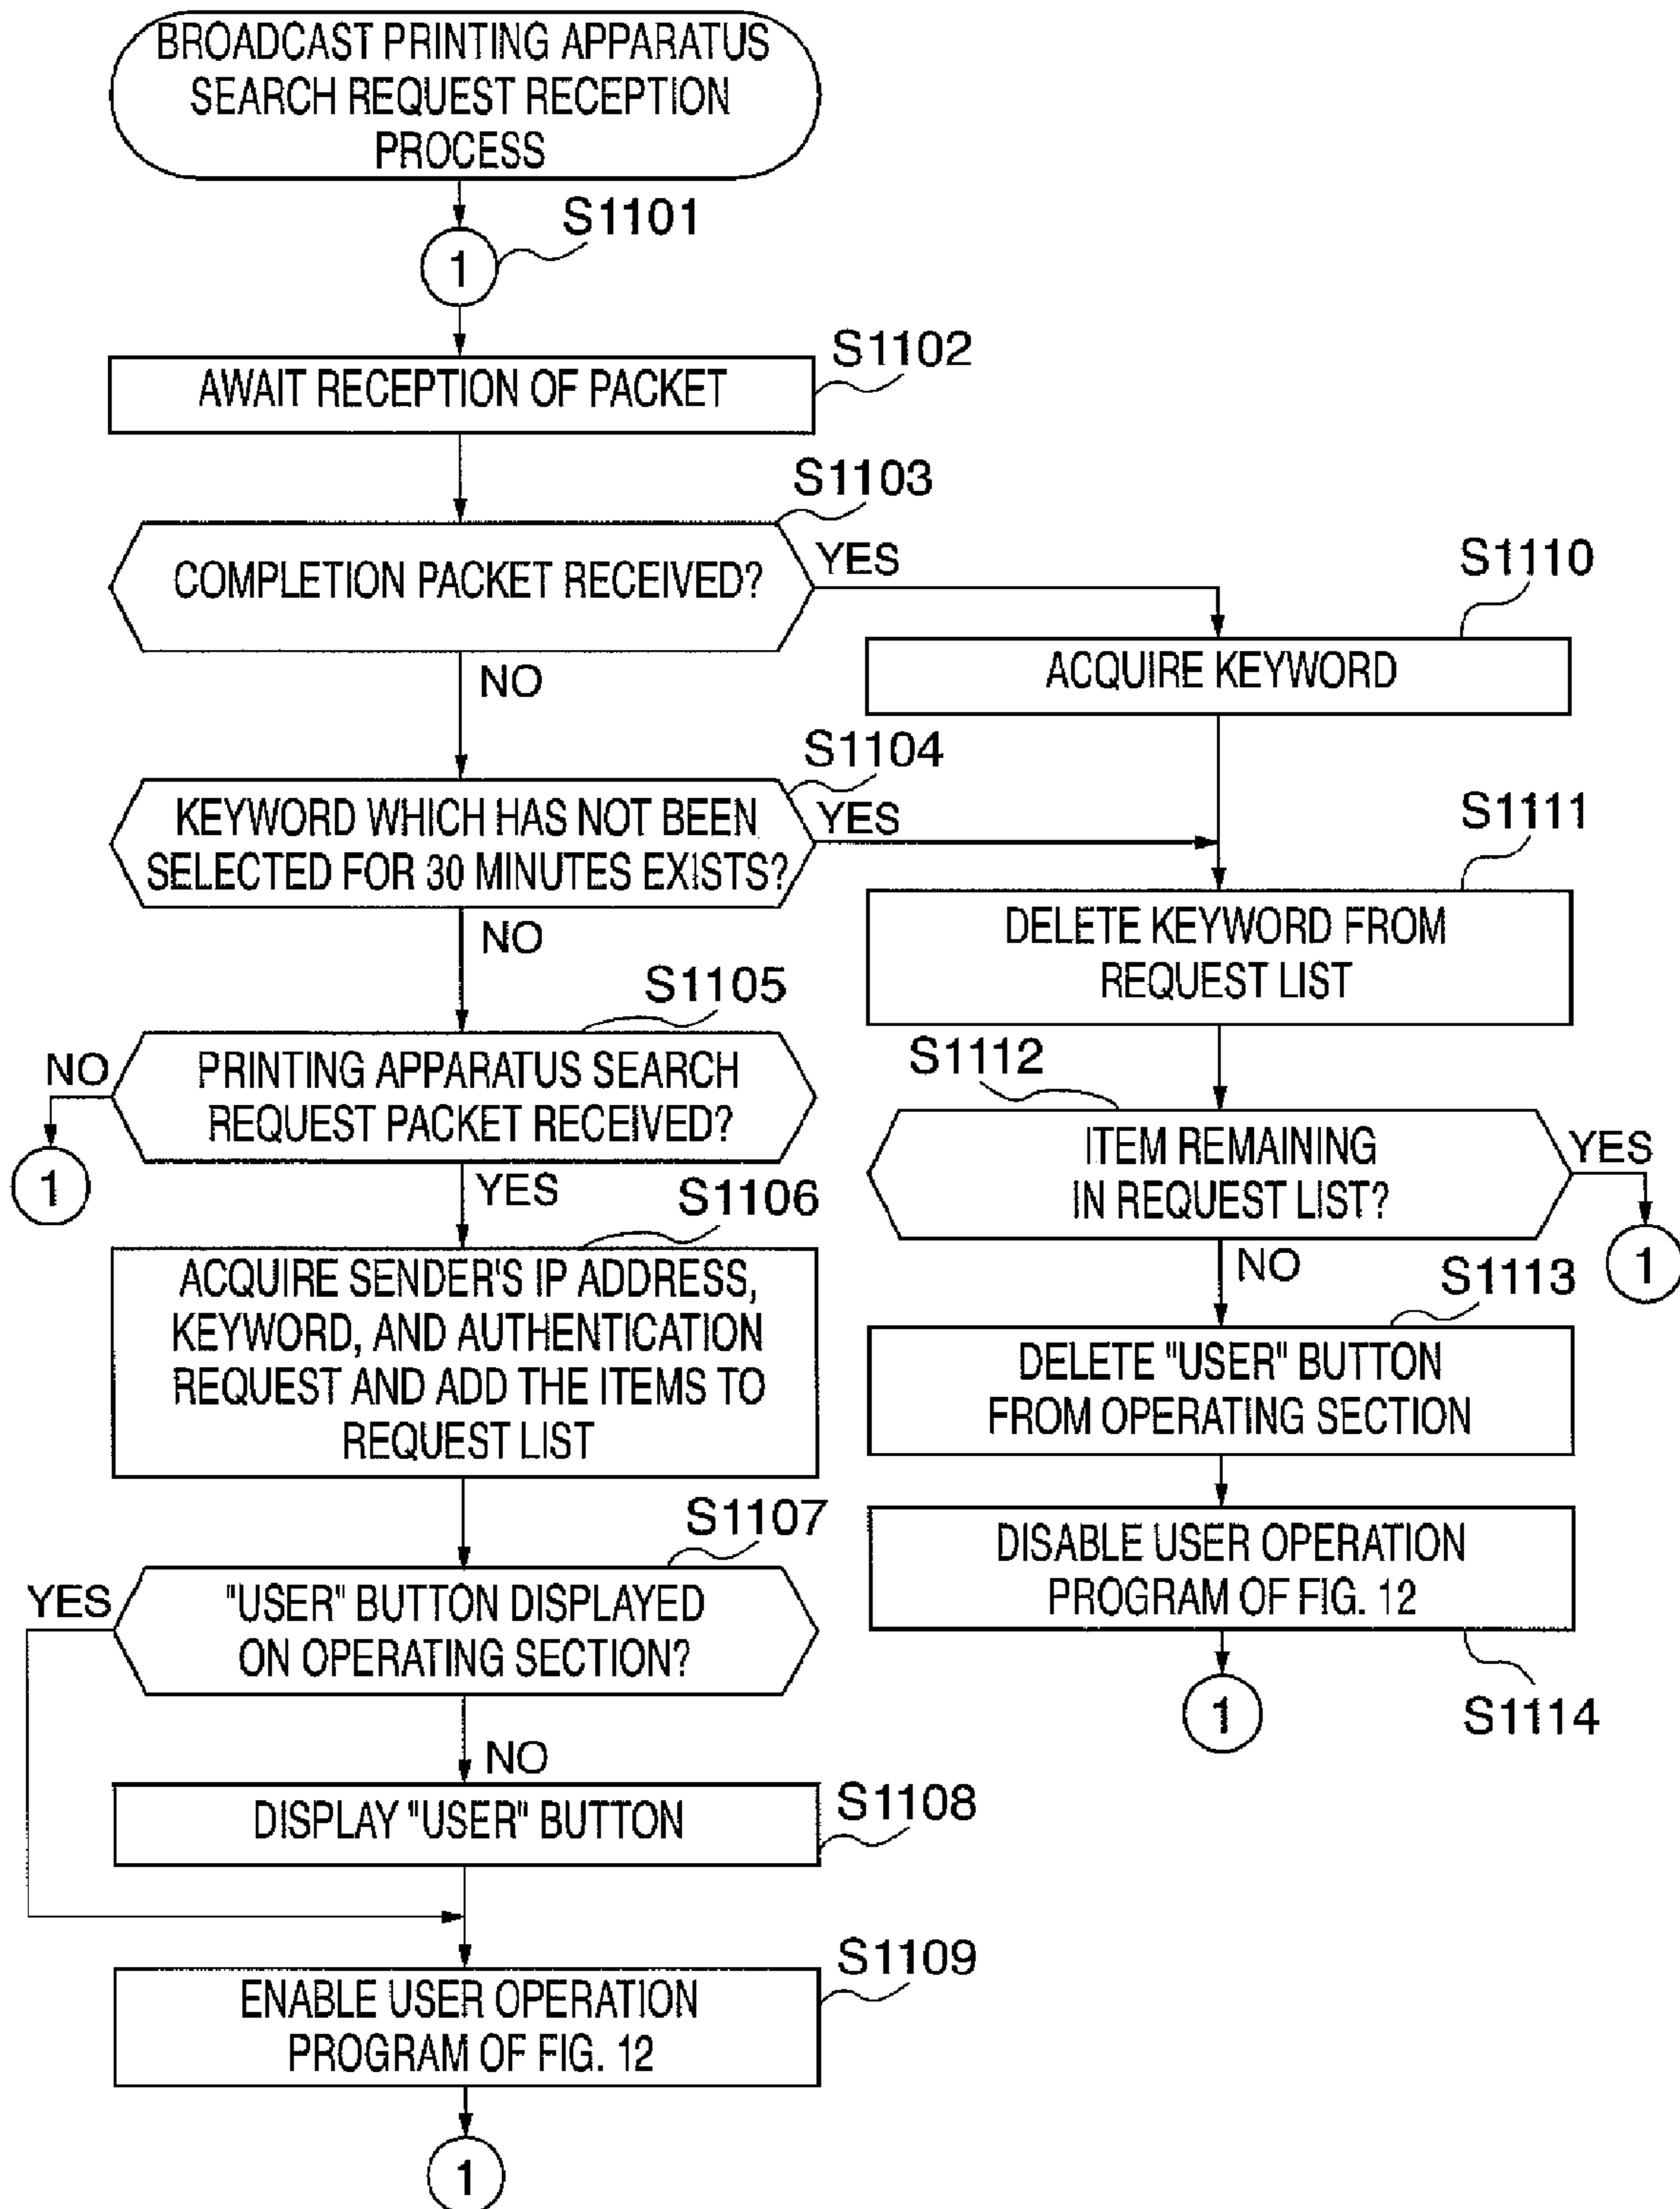 BROADCAST PRINTING APPARATUS
SEARCH REQUEST RECEPTION
PROCESS
S1101
1
S1102
AWAIT RECEPTION OF PACKET
S1103
COMPLETION PACKET RECEIVED?
YES
NO
S1110
ACQUIRE KEYWORD
S1104
KEYWORD WHICH HAS NOT BEEN
SELECTED FOR 30 MINUTES EXISTS?
YES
NO
S1111
DELETE KEYWORD FROM
REQUEST LIST
S1105
PRINTING APPARATUS SEARCH
REQUEST PACKET RECEIVED?
NO
1
YES
S1112
ITEM REMAINING
IN REQUEST LIST?
YES
1
NO
S1106
ACQUIRE SENDER'S IP ADDRESS,
KEYWORD, AND AUTHENTICATION
REQUEST AND ADD THE ITEMS TO
REQUEST LIST
S1113
DELETE "USER" BUTTON
FROM OPERATING SECTION
S1107
"USER" BUTTON DISPLAYED
ON OPERATING SECTION?
YES
NO
DISABLE USER OPERATION
PROGRAM OF FIG. 12
S1114
1
S1108
DISPLAY "USER" BUTTON
S1109
ENABLE USER OPERATION
PROGRAM OF FIG. 12
1